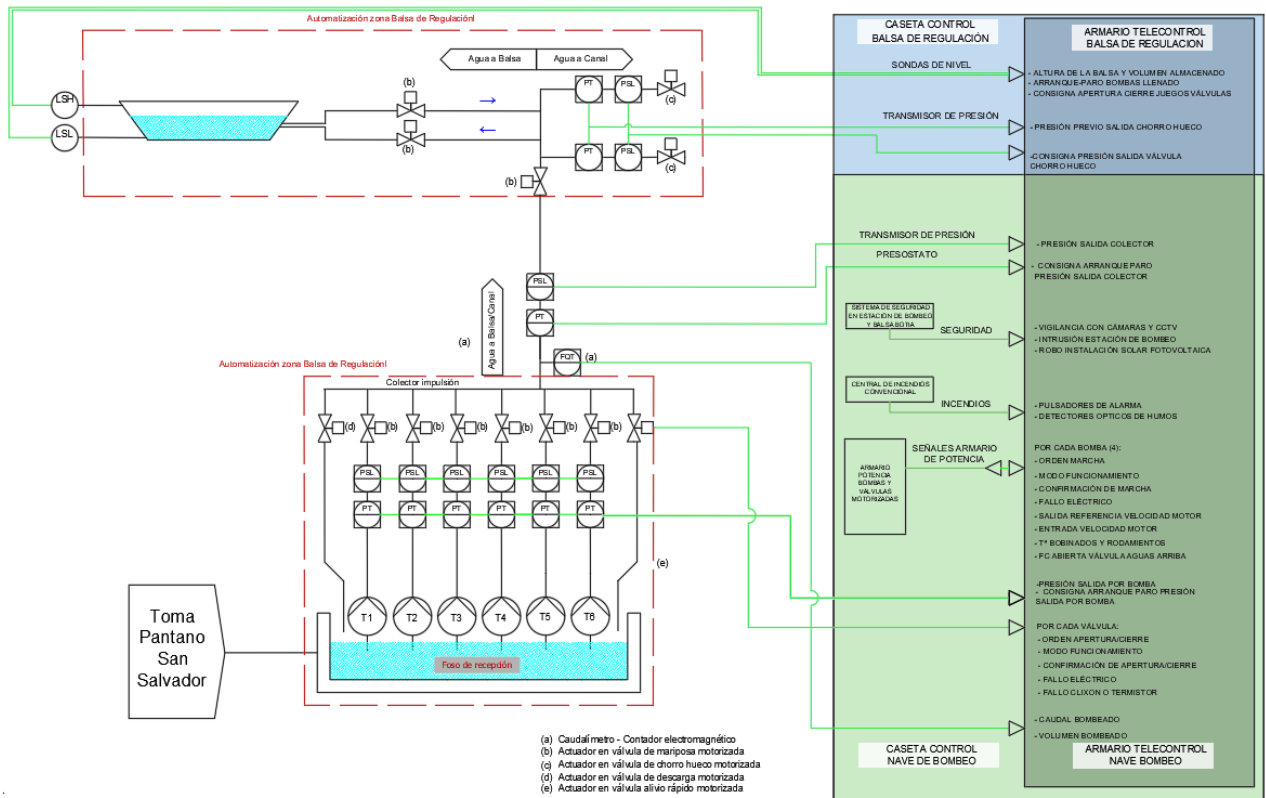 Automatización zona Balsa de Regulación!
Agua a Balsa
Agua a Canal
(b)
PT
PSL
(c)
LSH
LSL
(b)
PT
PSL
(c)
(b)
PSL
PT
Agua a Balsa/Canal
(a)
FQT
(a)
Automatización zona Balsa de Regulación!
Colector impulsión
(d)
(b)
(b)
(b)
(b)
(b)
(b)
PSL
PSL
PSL
PSL
PSL
PSL
PT
PT
PT
PT
PT
PT
(e)
T1
T2
T3
T4
T5
T6
Foso de recepción
Toma
Pantano
San
Salvador
(a) Caudalímetro - Contador electromagnético
(b) Actuador en válvula de mariposa motorizada
(c) Actuador en válvula de chorro hueco motorizada
(d) Actuador en válvula de descarga motorizada
(e) Actuador en válvula alivio rápido motorizada
CASETA CONTROL
BALSA DE REGULACIÓN
ARMARIO TELECONTROL
BALSA DE REGULACION
SONDAS DE NIVEL
- ALTURA DE LA BALSA Y VOLUMEN ALMACENADO
- ARRANQUE-PARO BOMBAS LLENADO
- CONSIGNA APERTURA CIERRE JUEGOS VÁLVULAS
TRANSMISOR DE PRESIÓN
- PRESIÓN PREVIO SALIDA CHORRO HUECO
-CONSIGNA PRESIÓN SALIDA VÁLVULA
CHORRO HUECO
TRANSMISOR DE PRESIÓN
- PRESIÓN SALIDA COLECTOR
PRESOSTATO
- CONSIGNA ARRANQUE PARO
PRESIÓN SALIDA COLECTOR
SISTEMA DE SEGURIDAD
EN ESTACIÓN DE BOMBEO
Y BALSA BOTIA
SEGURIDAD
- VIGILANCIA CON CÁMARAS Y CCTV
- INTRUSIÓN ESTACIÓN DE BOMBEO
- ROBO INSTALACIÓN SOLAR FOTOVOLTAICA
CENTRAL DE INCENDIOS
CONVENCIONAL
INCENDIOS
- PULSADORES DE ALARMA
- DETECTORES OPTICOS DE HUMOS
ARMARIO
POTENCIA
BOMBAS Y
VÁLVULAS
MOTORIZADAS
SEÑALES ARMARIO
DE POTENCIA
POR CADA BOMBA (4):
- ORDEN MARCHA
- MODO FUNCIONAMIENTO
- CONFIRMACIÓN DE MARCHA
- FALLO ELÉCTRICO
- SALIDA REFERENCIA VELOCIDAD MOTOR
- ENTRADA VELOCIDAD MOTOR
- Tª BOBINADOS Y RODAMIENTOS
- FC ABIERTA VÁLVULA AGUAS ARRIBA
-PRESIÓN SALIDA POR BOMBA
- CONSIGNA ARRANQUE PARO PRESIÓN
SALIDA POR BOMBA
POR CADA VÁLVULA:
- ORDEN APERTURA/CIERRE
- MODO FUNCIONAMIENTO
- CONFIRMACIÓN DE APERTURA/CIERRE
- FALLO ELÉCTRICO
- FALLO CLIXON O TERMISTOR
- CAUDAL BOMBEADO
- VOLUMEN BOMBEADO
CASETA CONTROL
NAVE DE BOMBEO
ARMARIO TELECONTROL
NAVE BOMBEO